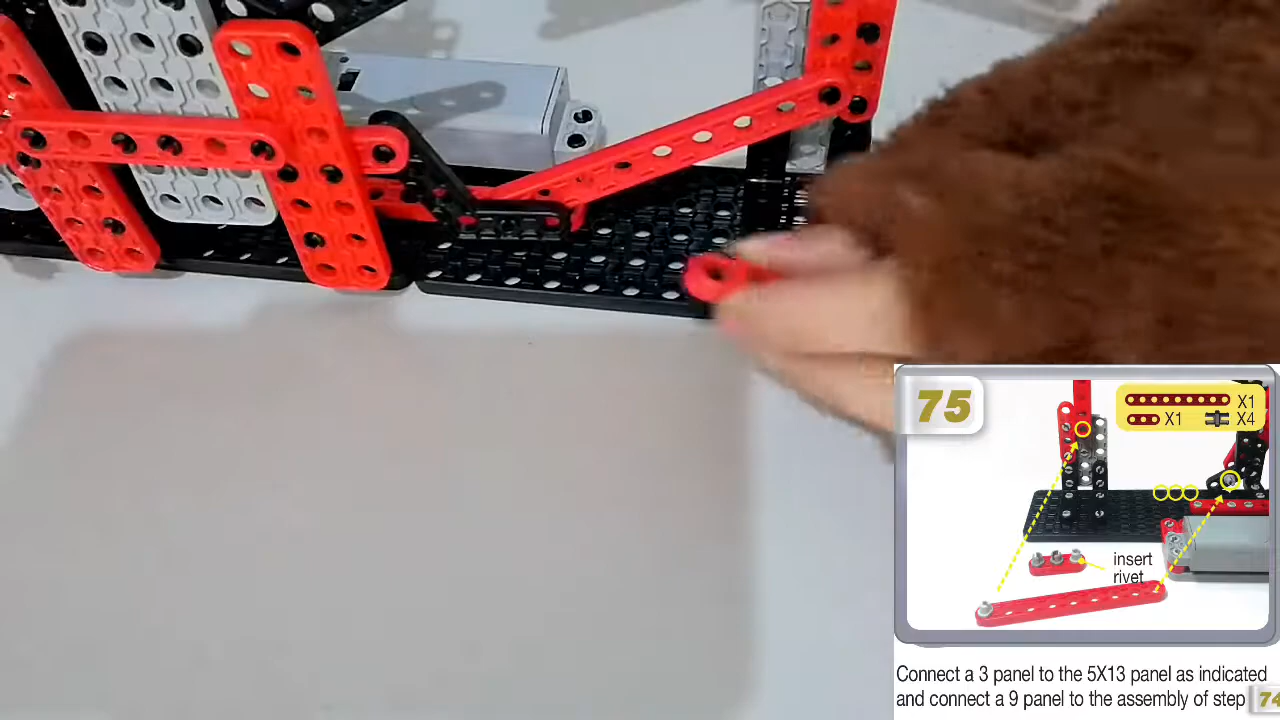 75
X1
X1 X4
insert
rivet
Connect a 3 panel to the 5X13 panel as indicated
and connect a 9 panel to the assembly of step 74